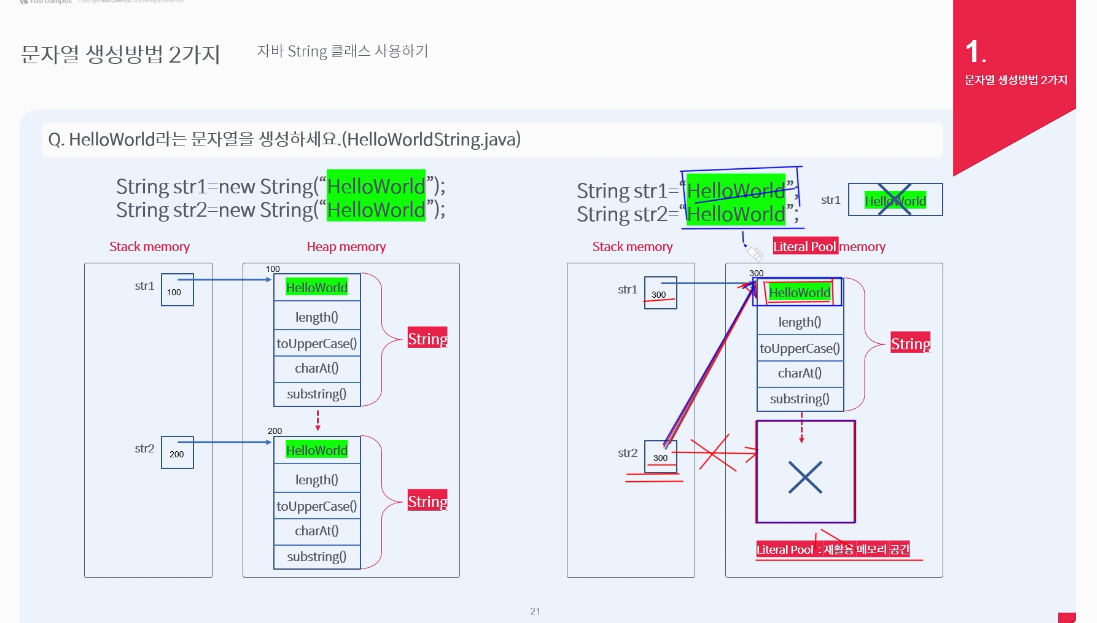 문자열 생성방법 2가지
자바 String 클래스 사용하기
1.
문자열 생성방법 2가지
Q. HelloWorld라는 문자열을 생성하세요.(HelloWorldString.java)
String str1=new String(“HelloWorld”);
String str2=new String(“HelloWorld”);
Stack memory
Heap memory
str1
100
100
HelloWorld
length()
toUpperCase()
charAt()
substring()
String
str2
200
200
HelloWorld
length()
toUpperCase()
charAt()
substring()
String
String str1=“HelloWorld”;
String str2=“HelloWorld”;
str1
HelloWorld
Stack memory
Literal Pool memory
str1
300
300
HelloWorld
length()
toUpperCase()
charAt()
substring()
String
str2
300
Literal Pool : 재활용 메모리 공간
21